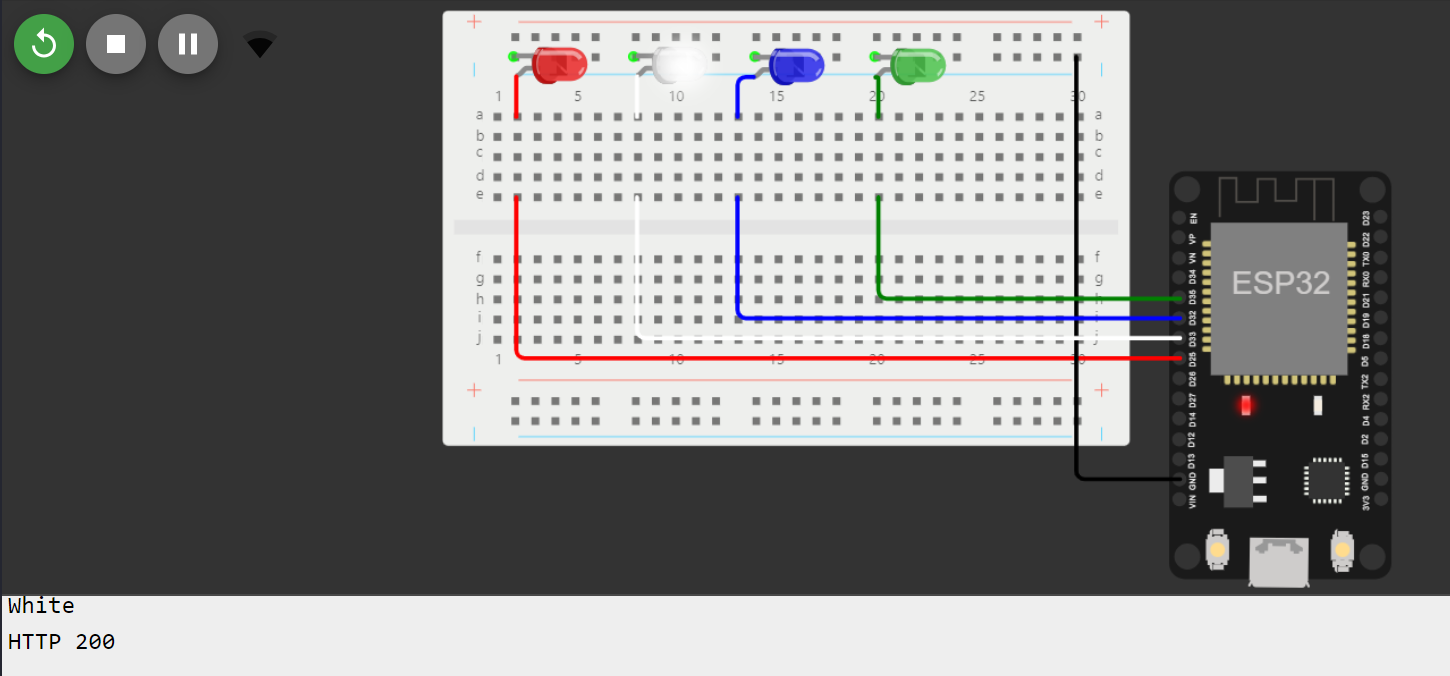 1 5 10 15 20 25 30
a a
b b
c c
d d
e e
f f
g g
h h
i i
j j
1 5 10 15 20 25 30
ESP32
EN
VP
VN
D34
D35
D32
D33
D25
D26
D27
D14
D12
D13
GND
VIN
D23
D22
TX0
RX0
D21
D19
D18
D5
TX2
RX2
D4
D2
D15
GND
3V3
White
HTTP 200